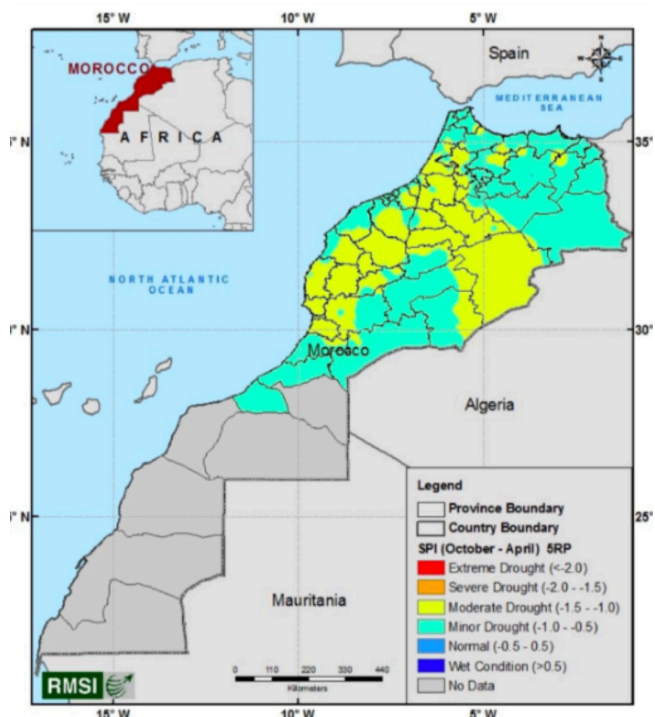 15° W
10° W
5° W
MOROCCO
AFRICA
Spain
MEDITERRANEAN
SEA
W
E
35°N
NORTH ATLANTIC
OCEAN
30°N
Morocco
Algeria
25°N
Mauritania
Legend
Province Boundary
Country Boundary
SPI (October - April) 5RP
Extreme Drought (<-2.0)
Severe Drought (-2.0 - -1.5)
Moderate Drought (-1.5 - -1.0)
Minor Drought (-1.0 - -0.5)
Normal (-0.5 - 0.5)
Wet Condition (>0.5)
No Data
RMSI
0 110 220 330 440
Kilometers
15° W
10° W
5° W